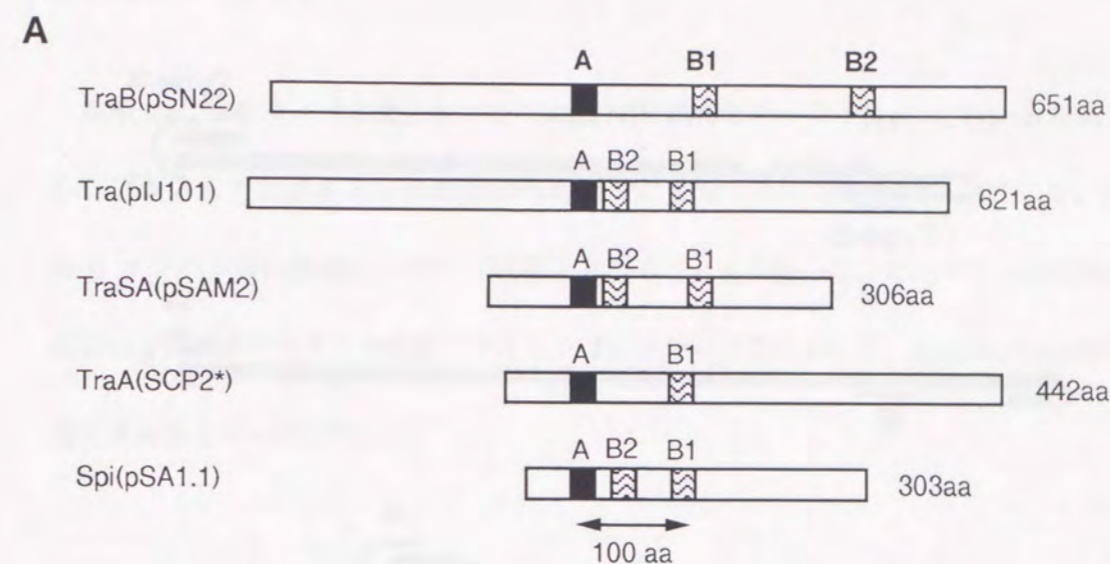 A
A B1 B2
TraB(pSN22) 651aa
A B2 B1
Tra(pIJ101) 621aa
A B2 B1
TraSA(pSAM2) 306aa
A B1
TraA(SCP2*) 442aa
A B2 B1
Spi(pSA1.1) 303aa
100 aa